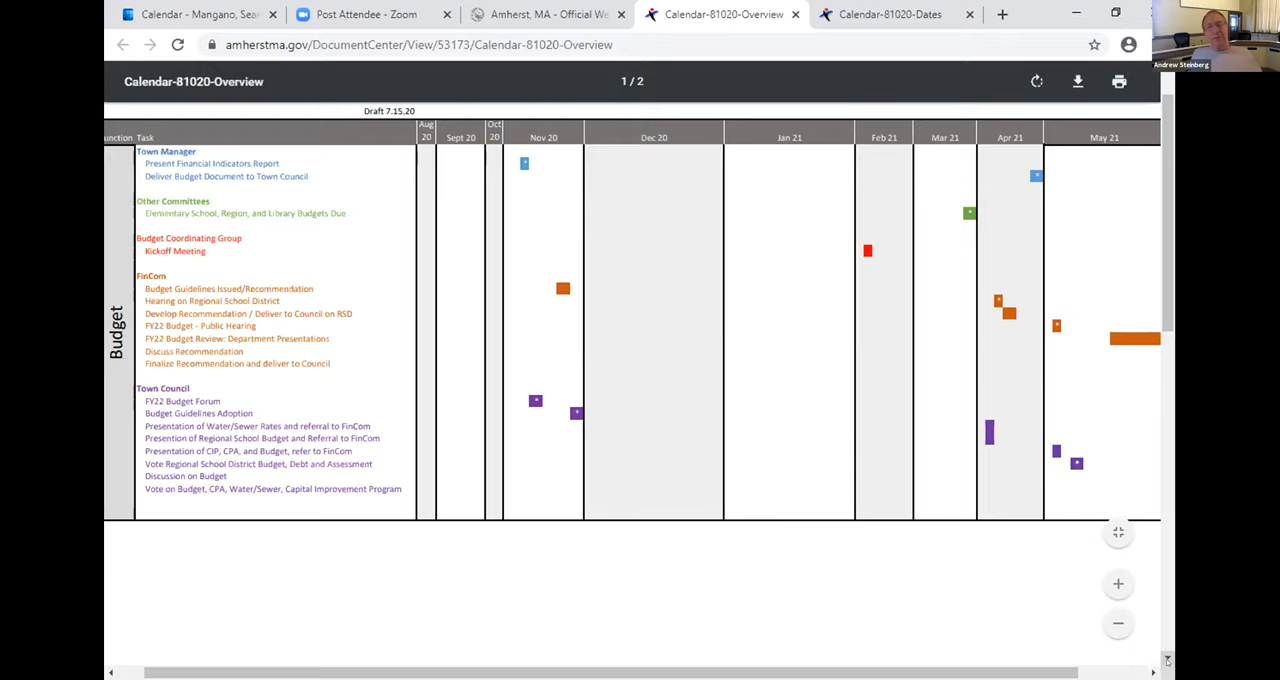 Calendar - Mangano, Sea
Post Attendee - Zoom
Amherst, MA - Official We
Calendar-81020-Overview
Calendar-81020-Dates
amherstma.gov/DocumentCenter/View/53173/Calendar-81020-Overview
Andrew Steinberg
Calendar-81020-Overview
1 / 2
Draft 7.15.20
unction Task Aug 20 Sept 20 Oct 20 Nov 20 Dec 20 Jan 21 Feb 21 Mar 21 Apr 21 May 21
Budget
Town Manager
Present Financial Indicators Report *
Deliver Budget Document to Town Council *
Other Committees
Elementary School, Region, and Library Budgets Due *
Budget Coordinating Group
Kickoff Meeting
FinCom
Budget Guidelines Issued/Recommendation
Hearing on Regional School District *
Develop Recommendation / Deliver to Council on RSD
FY22 Budget - Public Hearing *
FY22 Budget Review: Department Presentations
Discuss Recommendation
Finalize Recommendation and deliver to Council
Town Council
FY22 Budget Forum *
Budget Guidelines Adoption *
Presentation of Water/Sewer Rates and referral to FinCom
Presention of Regional School Budget and Referral to FinCom
Presentation of CIP, CPA, and Budget, refer to FinCom
Vote Regional School District Budget, Debt and Assessment *
Discussion on Budget
Vote on Budget, CPA, Water/Sewer, Capital Improvement Program